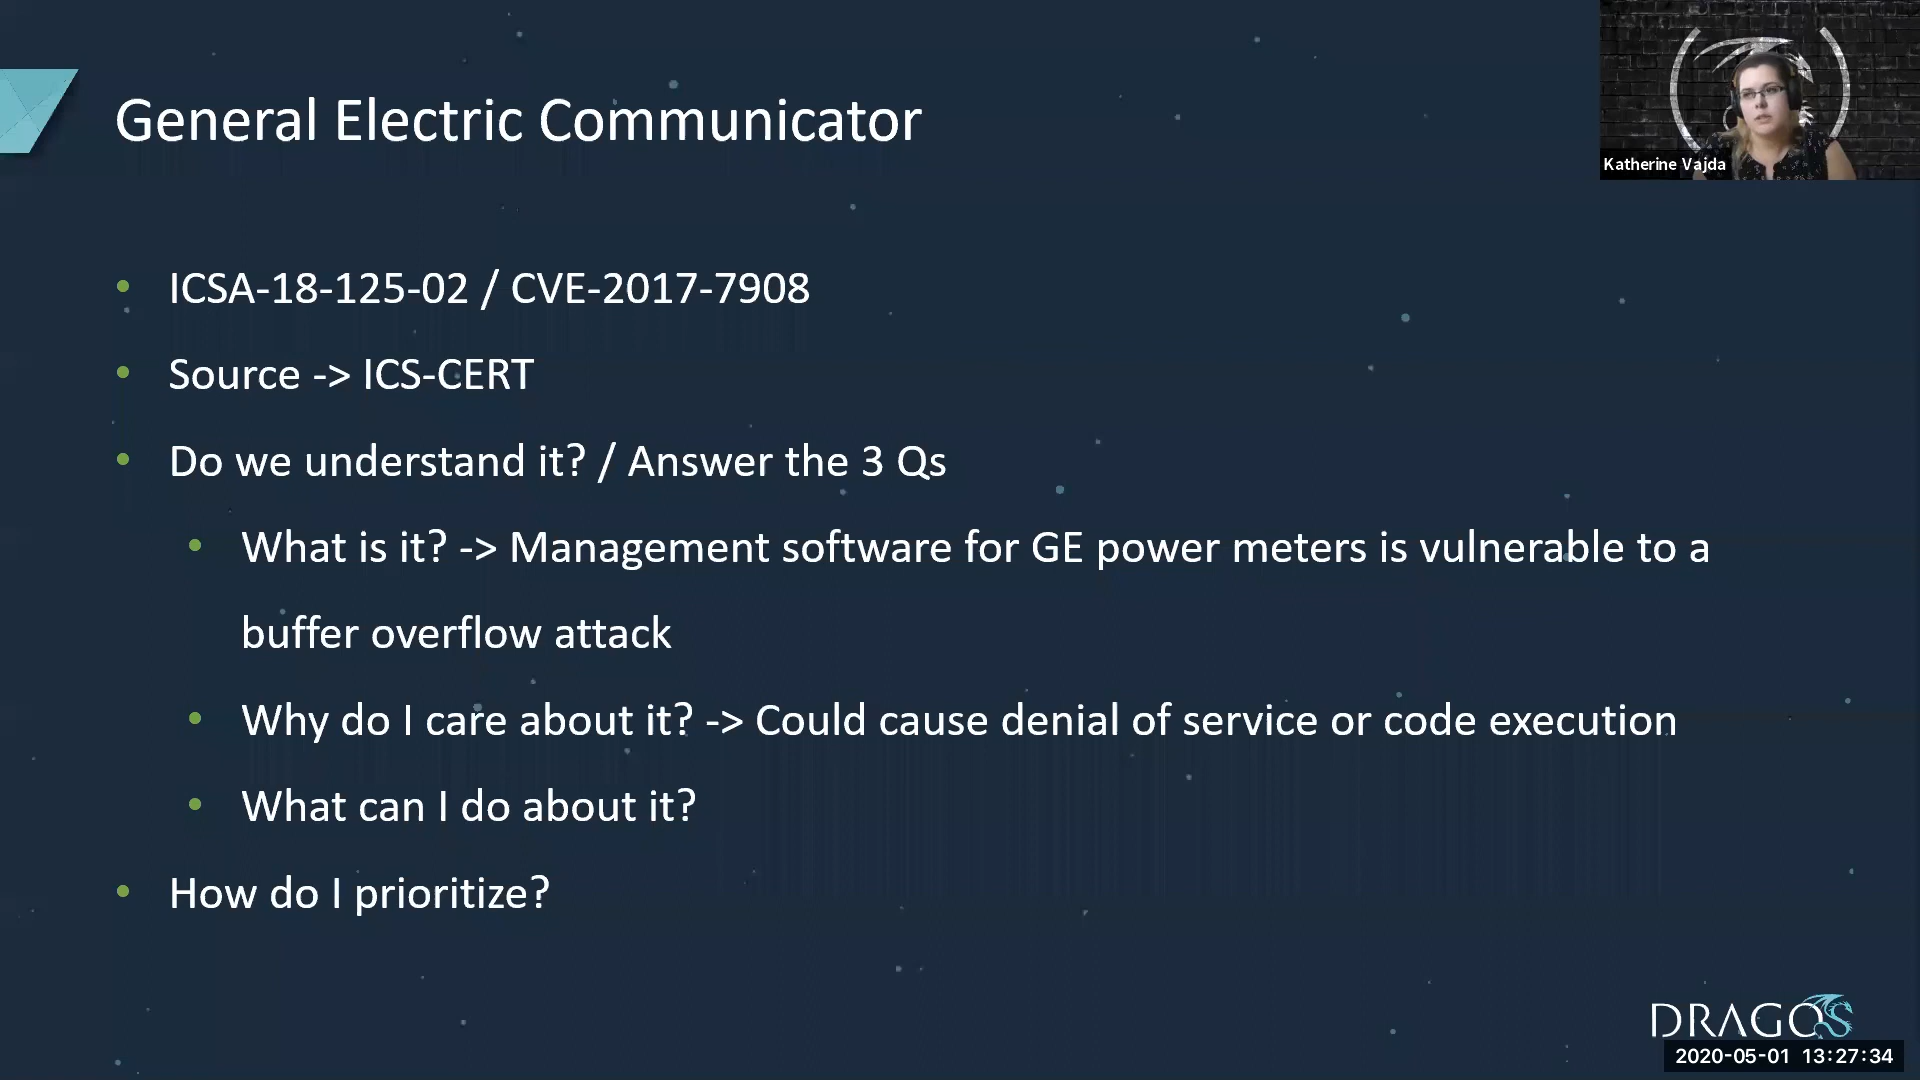 General Electric Communicator
Katherine Vajda
• ICSA-18-125-02 / CVE-2017-7908
• Source -> ICS-CERT
• Do we understand it? / Answer the 3 Qs
• What is it? -> Management software for GE power meters is vulnerable to a
buffer overflow attack
• Why do I care about it? -> Could cause denial of service or code execution
• What can I do about it?
• How do I prioritize?
DRAGOS
2020-05-01 13:27:34